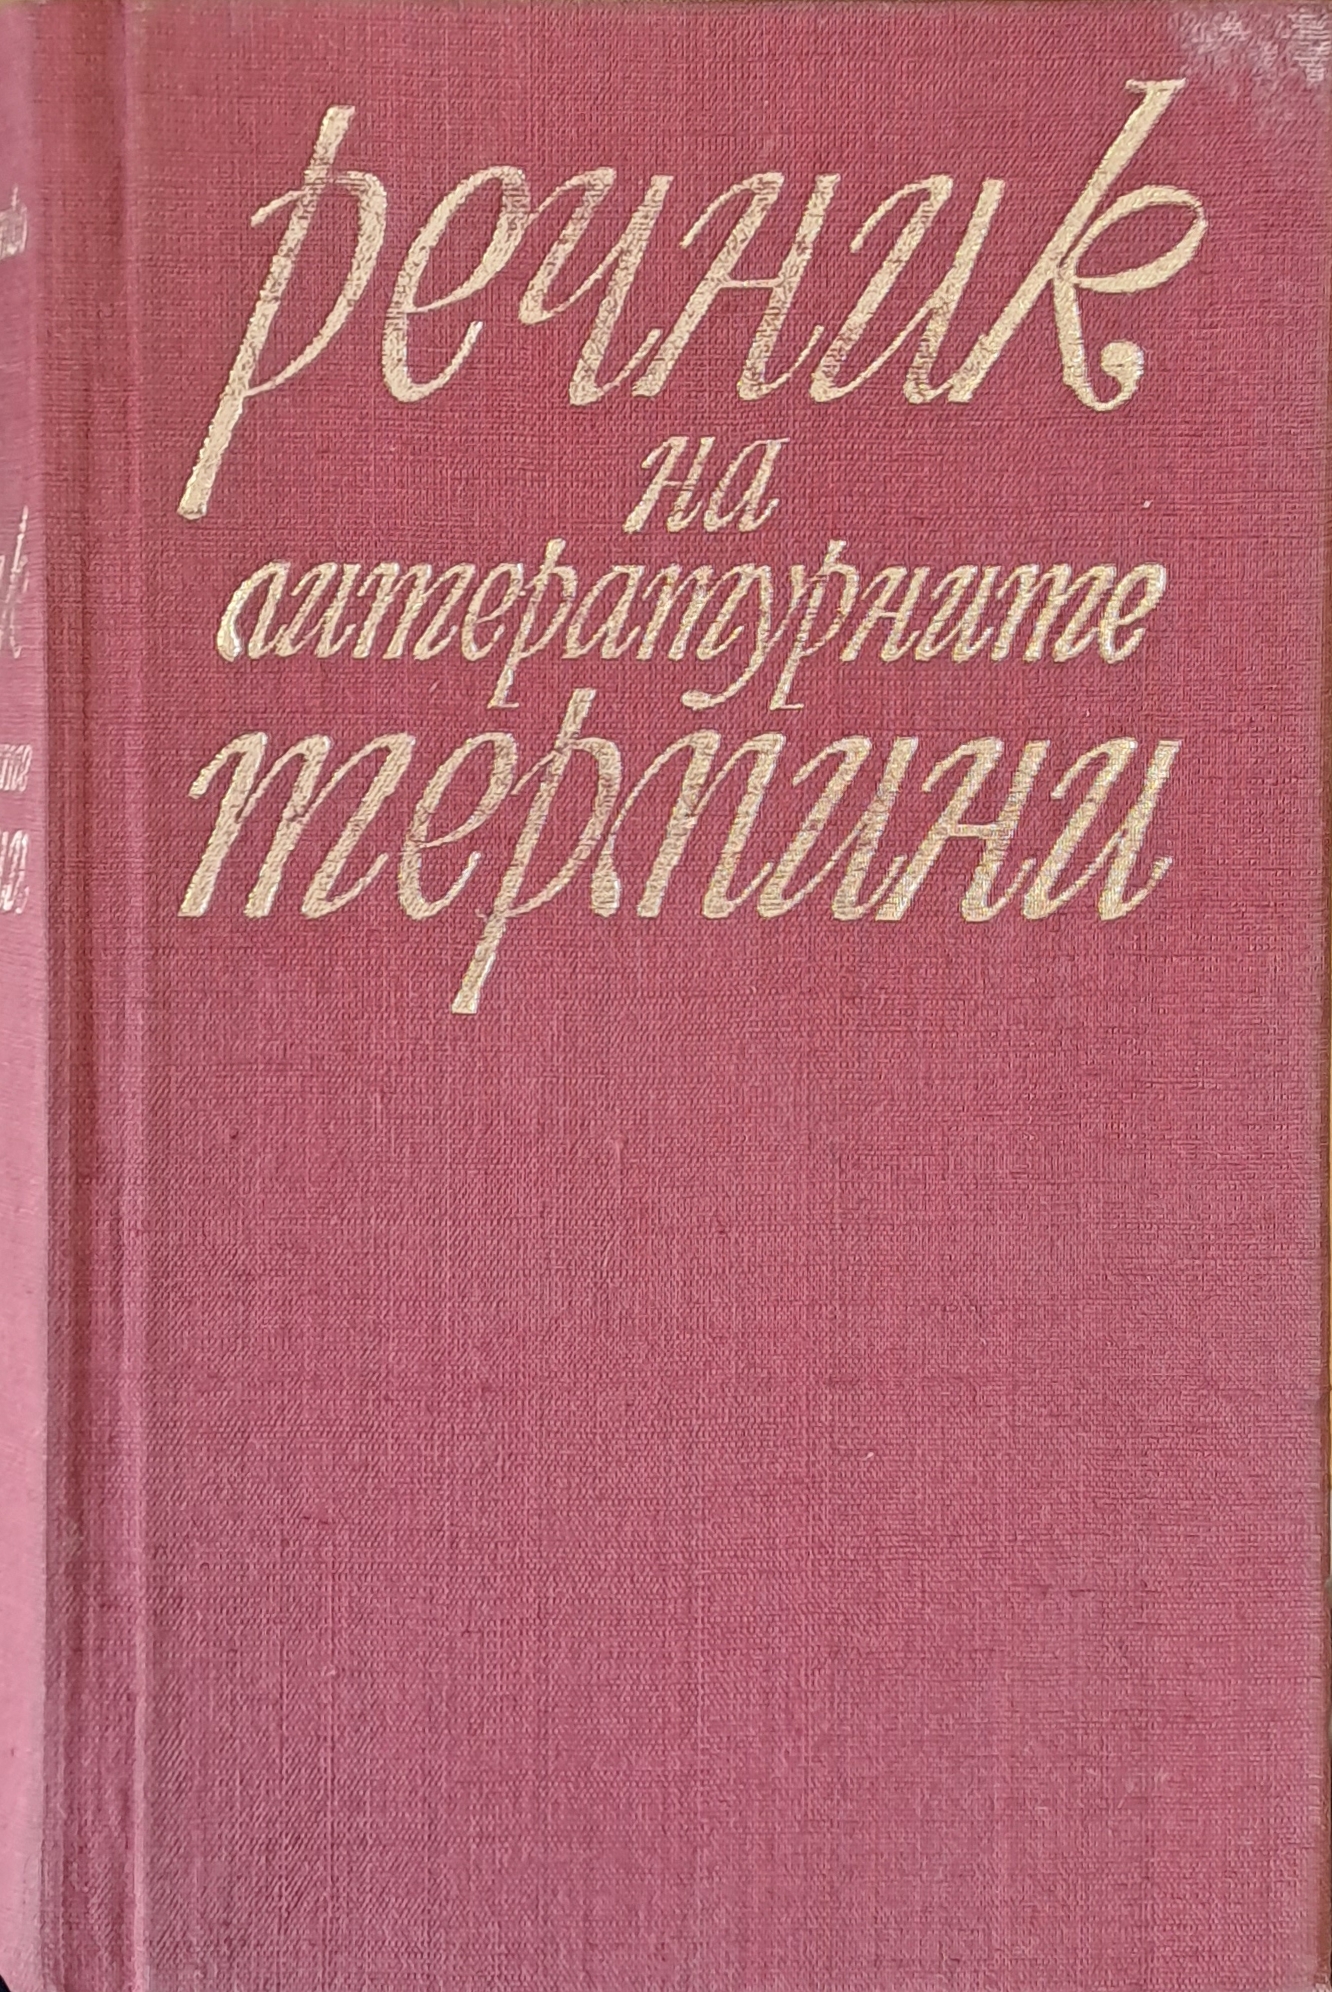 речник
на
литературните
термини